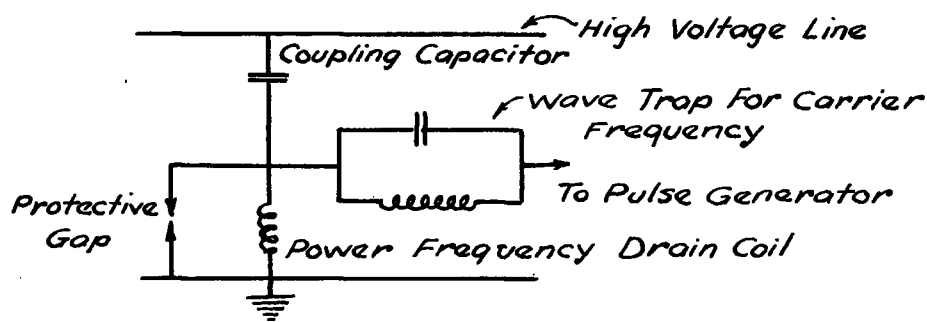 High Voltage Line
Coupling Capacitor
Wave Trap For Carrier
Frequency
To Pulse Generator
Protective
Gap
Power Frequency Drain Coil